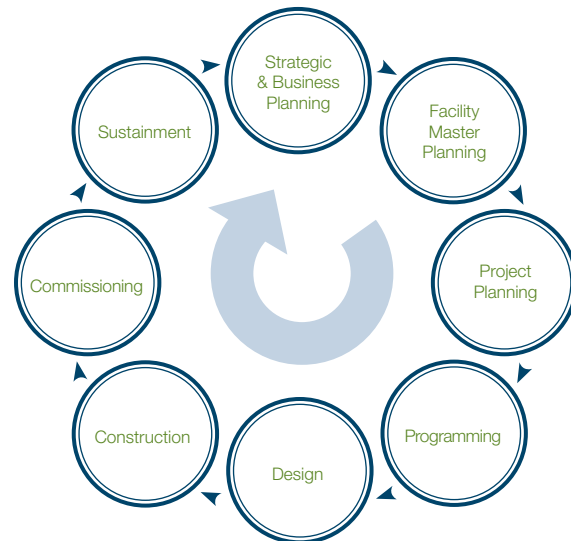 Strategic
& Business
Planning
Facility
Master
Planning
Project
Planning
Programming
Design
Construction
Commissioning
Sustainment